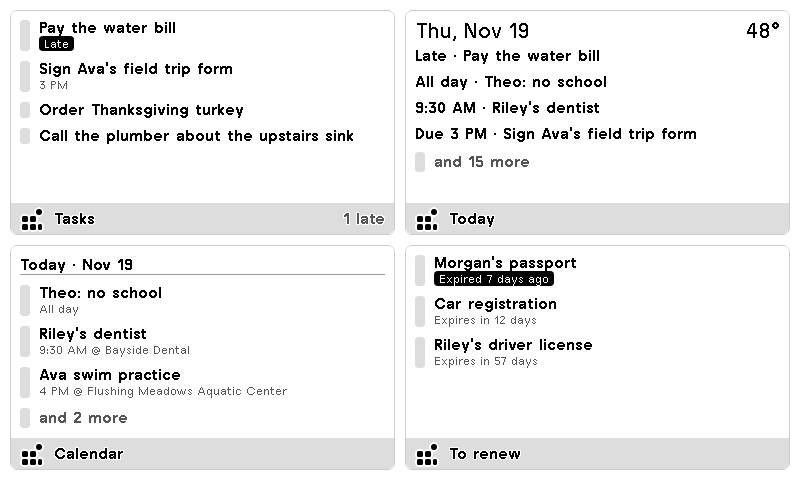 Pay the water bill
Late
Sign Ava's field trip form
3 PM
Order Thanksgiving turkey
Call the plumber about the upstairs sink
Tasks
1 late
Thu, Nov 19
48°
Late · Pay the water bill
All day · Theo: no school
9:30 AM · Riley's dentist
Due 3 PM · Sign Ava's field trip form
and 15 more
Today
Today · Nov 19
Theo: no school
All day
Riley's dentist
9:30 AM @ Bayside Dental
Ava swim practice
4 PM @ Flushing Meadows Aquatic Center
and 2 more
Calendar
Morgan's passport
Expired 7 days ago
Car registration
Expires in 12 days
Riley's driver license
Expires in 57 days
To renew